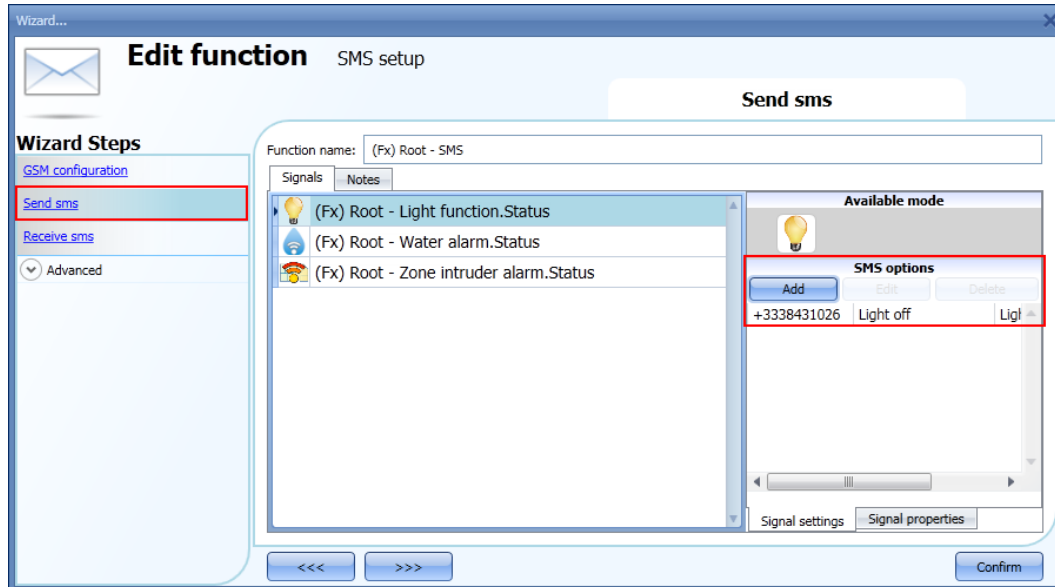 Wizard...
Edit function SMS setup
Send sms
Wizard Steps
GSM configuration
Send sms
Receive sms
Advanced
Function name: (Fx) Root - SMS
Signals Notes
(Fx) Root - Light function.Status
(Fx) Root - Water alarm.Status
(Fx) Root - Zone intruder alarm.Status
Available mode
SMS options
Add Edit Delete
+3338431026 Light off Ligh
Signal settings Signal properties
<<< >>> Confirm